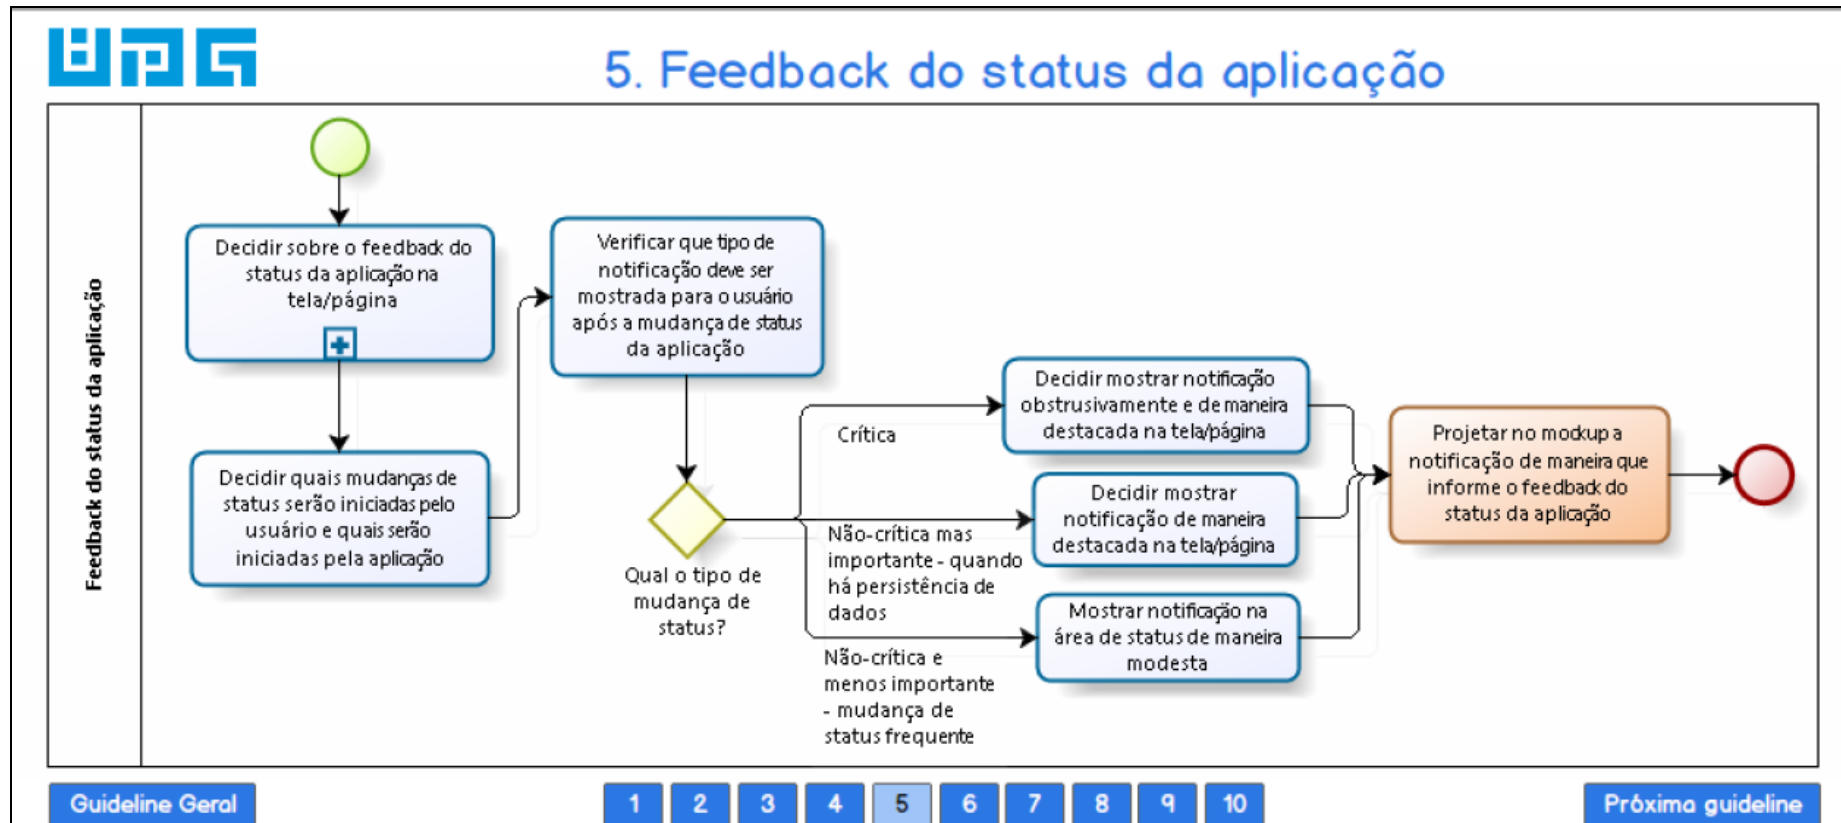 UPG
5. Feedback do status da aplicação
Feedback do status da aplicação
Decidir sobre o feedback do
status da aplicação na
tela/página
Decidir quais mudanças de
status serão iniciadas pelo
usuário e quais serão
iniciadas pela aplicação
Verificar que tipo de
notificação deve ser
mostrada para o usuário
após a mudança de status
da aplicação
Qual o tipo de
mudança de
status?
Crítica
Não-crítica mas
importante - quando
há persistência de
dados
Não-crítica e
menos importante
- mudança de
status frequente
Decidir mostrar notificação
obstrusivamente e de maneira
destacada na tela/página
Decidir mostrar
notificação de maneira
destacada na tela/página
Mostrar notificação na
área de status de maneira
modesta
Projetar no mockup a
notificação de maneira que
informe o feedback do
status da aplicação
Guideline Geral
1 2 3 4 5 6 7 8 9 10
Próxima guideline